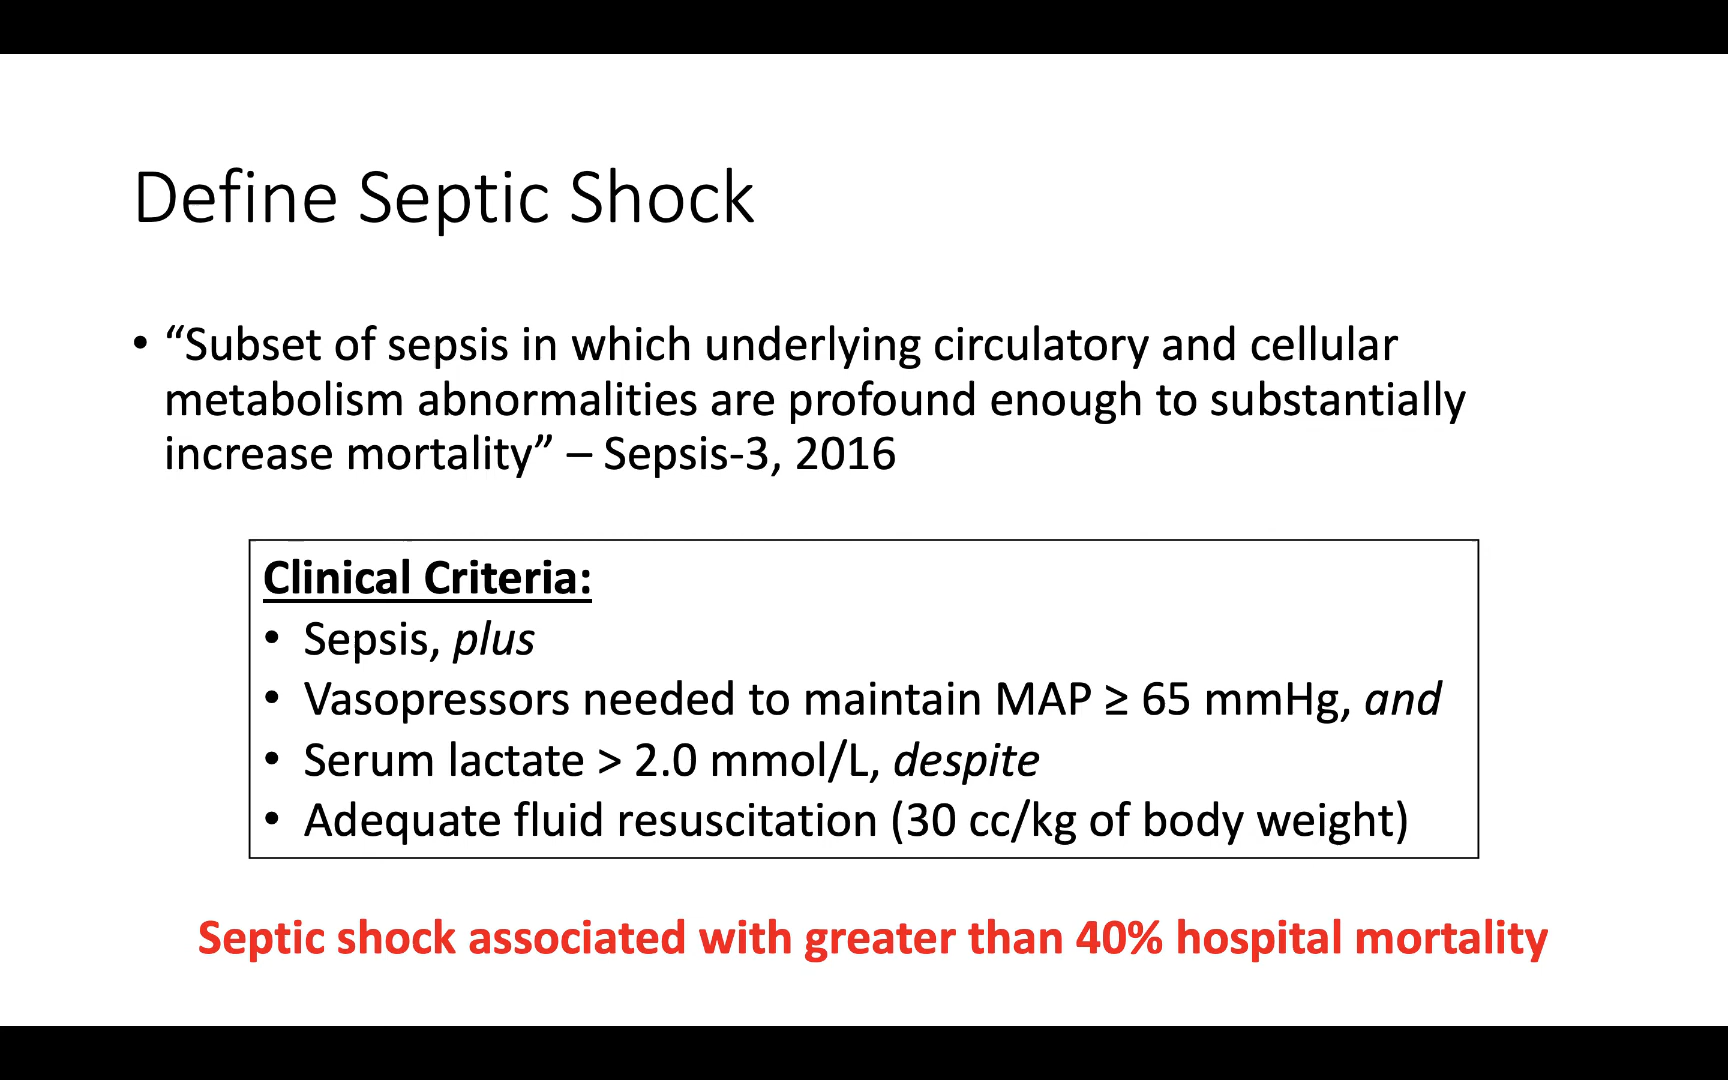 Define Septic Shock
• “Subset of sepsis in which underlying circulatory and cellular
metabolism abnormalities are profound enough to substantially
increase mortality” – Sepsis-3, 2016
Clinical Criteria:
• Sepsis, plus
• Vasopressors needed to maintain MAP ≥ 65 mmHg, and
• Serum lactate > 2.0 mmol/L, despite
• Adequate fluid resuscitation (30 cc/kg of body weight)
Septic shock associated with greater than 40% hospital mortality